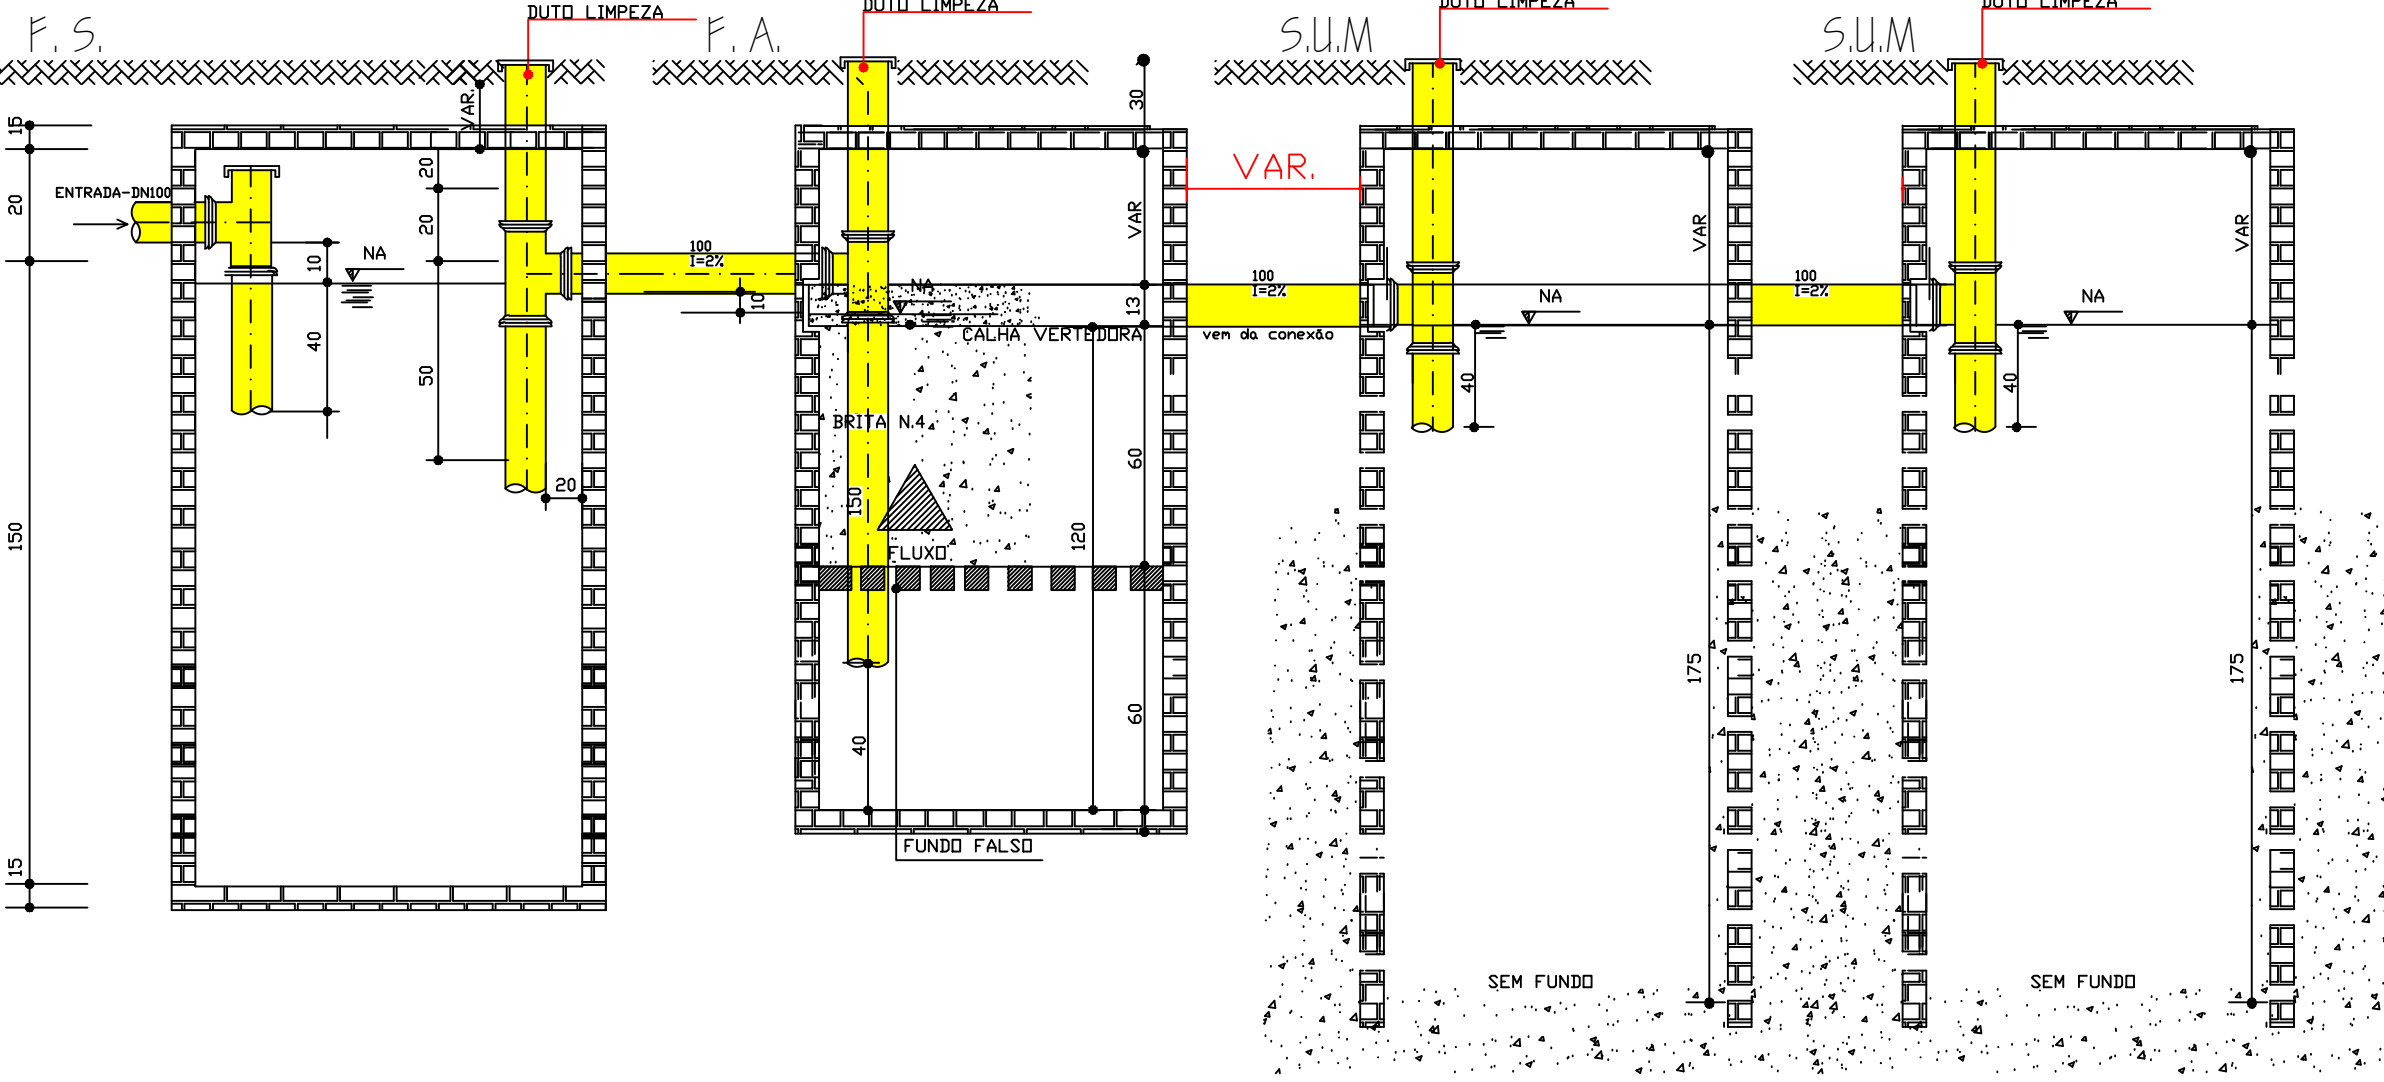 DUTO LIMPEZA
DUTO LIMPEZA
DUTO LIMPEZA
DUTO LIMPEZA
F. S.
F. A.
S.U.M
S.U.M
VAR.
30
15
20
VAR.
ENTRADA-DN100
20
20
NA
10
100
I=2%
VAR
VAR
VAR
NA
10
13
100
I=2%
NA
100
I=2%
NA
CALHA VERTEDORA
vem da conexão
40
50
40
40
BRITA N.4
60
20
150
150
120
FLUXO
175
175
60
40
15
FUNDO FALSO
SEM FUNDO
SEM FUNDO